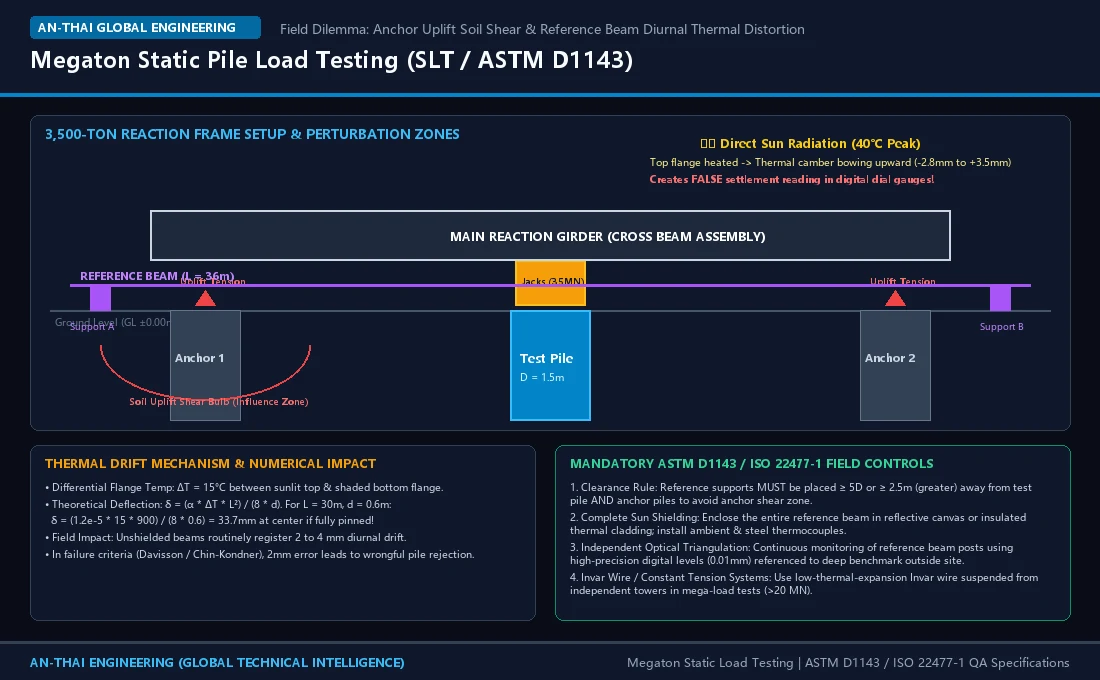 AN-THAI GLOBAL ENGINEERING
Field Dilemma: Anchor Uplift Soil Shear & Reference Beam Diurnal Thermal Distortion
Megaton Static Pile Load Testing (SLT / ASTM D1143)
3,500-TON REACTION FRAME SETUP & PERTURBATION ZONES
Direct Sun Radiation (40°C Peak)
Top flange heated -> Thermal camber bowing upward (-2.8mm to +3.5mm)
Creates FALSE settlement reading in digital dial gauges!
MAIN REACTION GIRDER (CROSS BEAM ASSEMBLY)
REFERENCE BEAM (L = 36m)
Uplift Tension
Jacks (35MN)
Uplift Tension
Ground Level (GL ±0.00m
Support A
Support B
Anchor 1
Test Pile
D = 1.5m
Anchor 2
Soil Uplift Shear Bulb (Influence Zone)
THERMAL DRIFT MECHANISM & NUMERICAL IMPACT
• Differential Flange Temp: ΔT = 15°C between sunlit top & shaded bottom flange.
• Theoretical Deflection: δ = (α * ΔT * L²) / (8 * d). For L = 30m, d = 0.6m:
δ = (1.2e-5 * 15 * 900) / (8 * 0.6) = 33.7mm at center if fully pinned!
• Field Impact: Unshielded beams routinely register 2 to 4 mm diurnal drift.
• In failure criteria (Davisson / Chin-Kondner), 2mm error leads to wrongful pile rejection.
MANDATORY ASTM D1143 / ISO 22477-1 FIELD CONTROLS
1. Clearance Rule: Reference supports MUST be placed ≥ 5D or ≥ 2.5m (greater) away from test
pile AND anchor piles to avoid anchor shear zone.
2. Complete Sun Shielding: Enclose the entire reference beam in reflective canvas or insulated
thermal cladding; install ambient & steel thermocouples.
3. Independent Optical Triangulation: Continuous monitoring of reference beam posts using
high-precision digital levels (0.01mm) referenced to deep benchmark outside site.
4. Invar Wire / Constant Tension Systems: Use low-thermal-expansion Invar wire suspended from
independent towers in mega-load tests (>20 MN).
AN-THAI ENGINEERING (GLOBAL TECHNICAL INTELLIGENCE)
Megaton Static Load Testing | ASTM D1143 / ISO 22477-1 QA Specifications